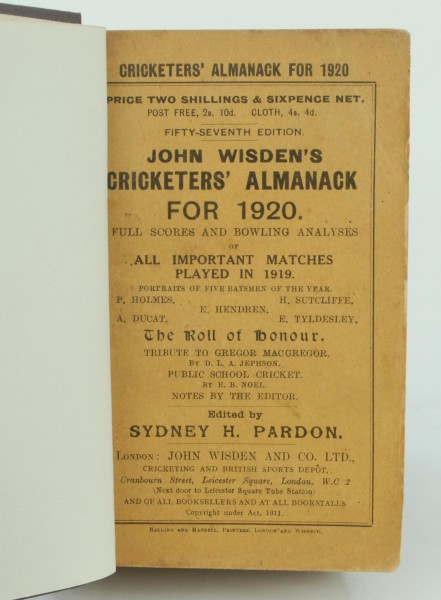 CRICKETERS' ALMANACK FOR 1920
PRICE TWO SHILLINGS & SIXPENCE NET.
POST FREE, 2s. 10d. CLOTH, 4s. 4d.
FIFTY-SEVENTH EDITION.
JOHN WISDEN'S
CRICKETERS' ALMANACK
FOR 1920.
FULL SCORES AND BOWLING ANALYSES
OF
ALL IMPORTANT MATCHES
PLAYED IN 1919.
PORTRAITS OF FIVE BATSMEN OF THE YEAR.
P. HOLMES. H. SUTCLIFFE.
E. HENDREN.
A. DUCAT. E. TYLDESLEY.
The Roll of Honour.
TRIBUTE TO GREGOR MACGREGOR.
BY D. L. A. JEPHSON.
PUBLIC SCHOOL CRICKET.
BY E. B. NOEL.
NOTES BY THE EDITOR.
Edited by
SYDNEY H. PARDON.
LONDON: JOHN WISDEN AND CO. LTD.,
CRICKETING AND BRITISH SPORTS DEPÔT,
Cranbourn Street, Leicester Square, London, W.C 2
(Next door to Leicester Square Tube Station)
AND OF ALL BOOKSELLERS AND AT ALL BOOKSTALLS
Copyright under Act, 1911.
PRINTERS, LONDON AND